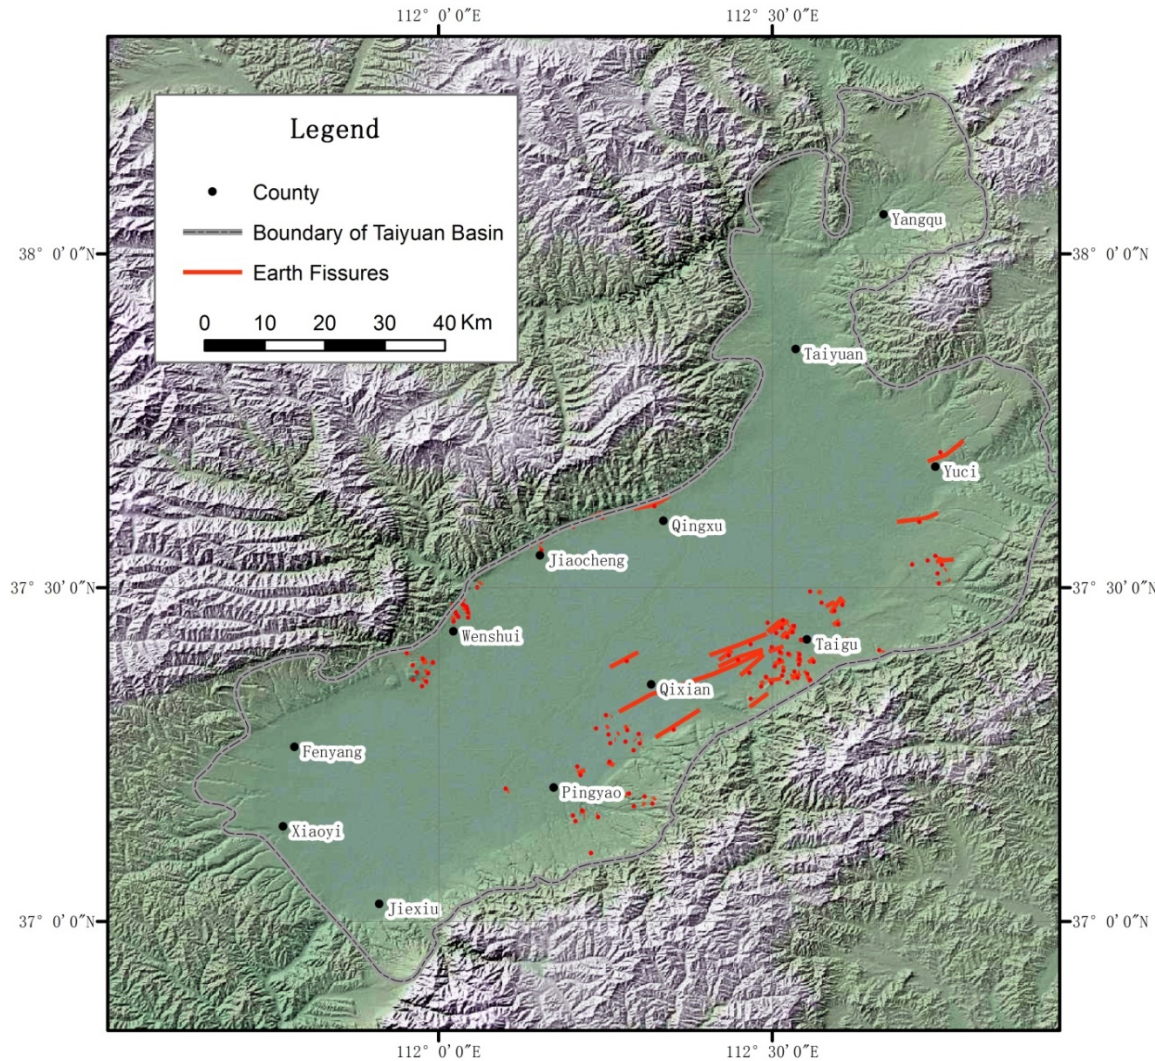 112° 0′0″E
112° 30′0″E
Legend
County
Boundary of Taiyuan Basin
Earth Fissures
0 10 20 30 40 Km
Yangqu
38° 0′0″N
38° 0′0″N
Taiyuan
Yuci
Qingxu
Jiaocheng
37° 30′0″N
37° 30′0″N
Wenshui
Taigu
Qixian
Fenyang
Pingyao
Xiaoyi
Jiexiu
37° 0′0″N
37° 0′0″N
112° 0′0″E
112° 30′0″E